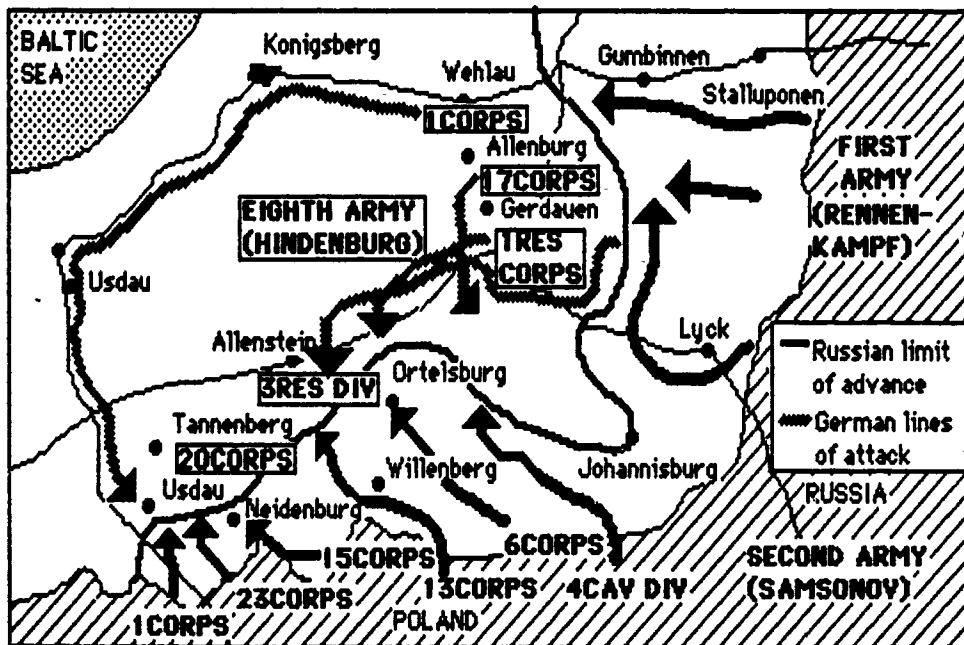 BALTIC
SEA
Konigsberg
Wehlau
Gumbinnen
Stalluponen
1CORPS
Allenburg
17CORPS
Gerdauen
EIGHTH ARMY
(HINDENBURG)
TRES
CORPS
FIRST
ARMY
(RENNEN-
KAMPF)
Usdau
Allenstein
Lyck
Russian limit
of advance
German lines
of attack
3RES DIV
Ortelsburg
Tannenberg
20CORPS
Usdau
Neidenburg
Willenberg
Johannisburg
RUSSIA
15CORPS
6CORPS
23CORPS
13CORPS
4CAV DIV
SECOND ARMY
(SAMSONOV)
1CORPS
POLAND